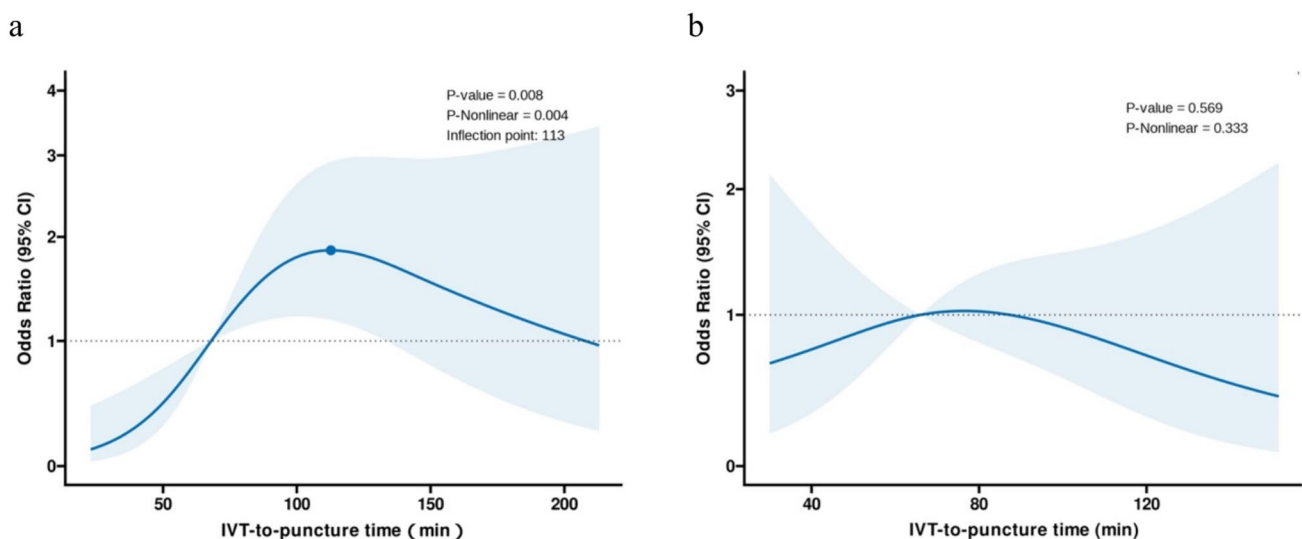 a
4
3
2
1
0
Odds Ratio (95% CI)
P-value = 0.008
P-Nonlinear = 0.004
Inflection point: 113
50
100
150
200
IVT-to-puncture time（min）
b
3
2
1
0
Odds Ratio (95% CI)
P-value = 0.569
P-Nonlinear = 0.333
40
80
120
IVT-to-puncture time (min)